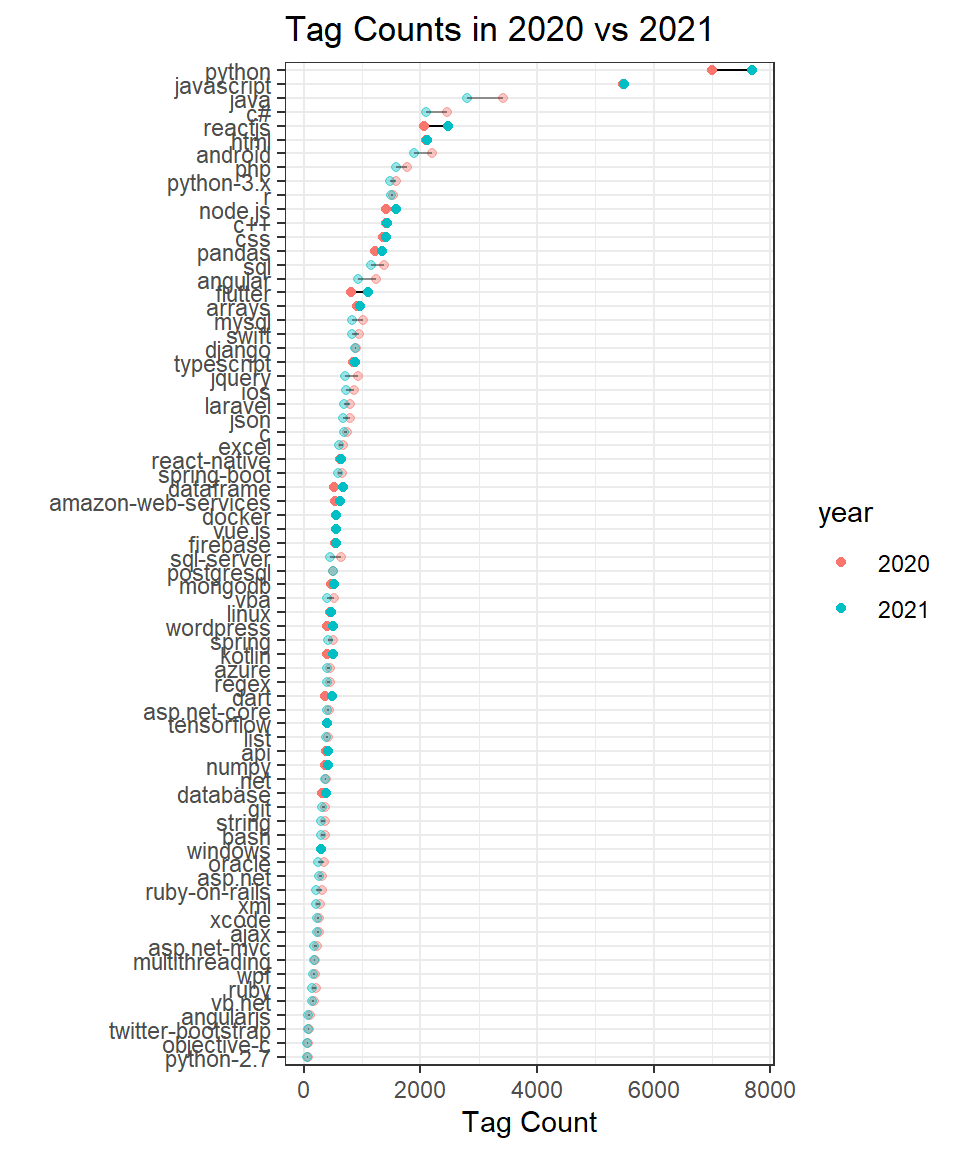 Tag Counts in 2020 vs 2021
python
javascript
java
c#
reactjs
html
android
php
python-3.x
r
node.js
c++
css
pandas
sql
angular
flutter
arrays
mysql
swift
django
typescript
jquery
ios
laravel
json
c
excel
react-native
spring-boot
dataframe
amazon-web-services
docker
vue.js
firebase
sql-server
postgresql
mongodb
vba
linux
wordpress
spring
kotlin
azure
regex
dart
asp.net-core
tensorflow
list
api
numpy
.net
database
git
string
bash
windows
oracle
asp.net
ruby-on-rails
xml
xcode
ajax
asp.net-mvc
multithreading
wpf
ruby
vb.net
angularjs
twitter-bootstrap
objective-c
python-2.7
0 2000 4000 6000 8000
Tag Count
year
2020
2021